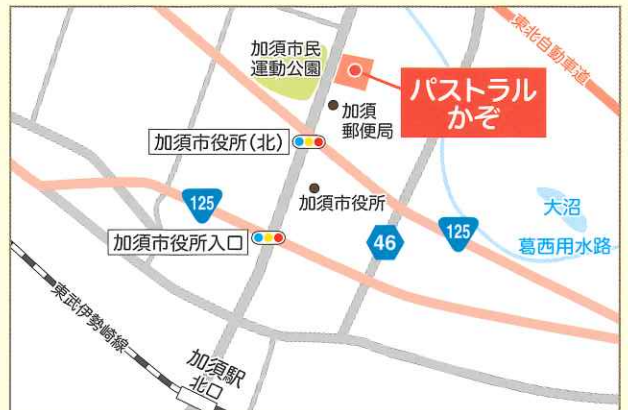 加須市民
運動公園
東北自動車道
パストラル
かぞ
加須
郵便局
加須市役所(北)
加須市役所
125
大沼
加須市役所入口
46
125
葛西用水路
東武伊勢崎線
加須駅
北口